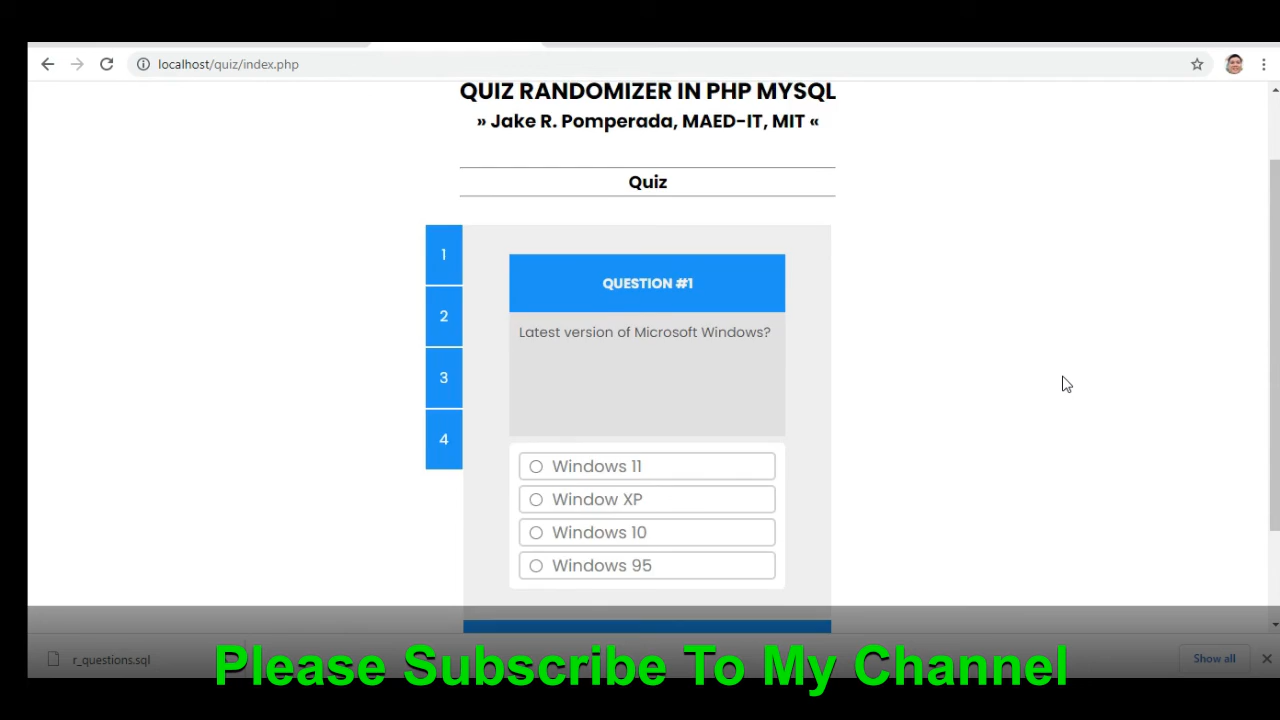 localhost/quiz/index.php
QUIZ RANDOMIZER IN PHP MYSQL
» Jake R. Pomperada, MAED-IT, MIT «
Quiz
1
2
3
4
QUESTION #1
Latest version of Microsoft Windows?
Windows 11
Window XP
Windows 10
Windows 95
r_questions.sql
Show all
Please Subscribe To My Channel